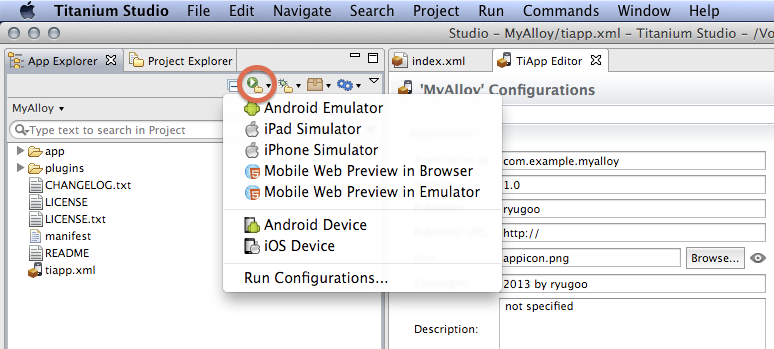 Titanium Studio File Edit Navigate Search Project Run Commands Window Help
Studio – MyAlloy/tiapp.xml – Titanium Studio – /Vo
App Explorer Project Explorer
index.xml TiApp Editor
'MyAlloy' Configurations
MyAlloy
Type text to search in Project
app
plugins
CHANGELOG.txt
LICENSE
LICENSE.txt
manifest
README
tiapp.xml
Android Emulator
iPad Simulator
iPhone Simulator
Mobile Web Preview in Browser
Mobile Web Preview in Emulator
Android Device
iOS Device
Run Configurations...
com.example.myalloy
1.0
ryugoo
http://
appicon.png Browse...
2013 by ryugoo
not specified
Description: